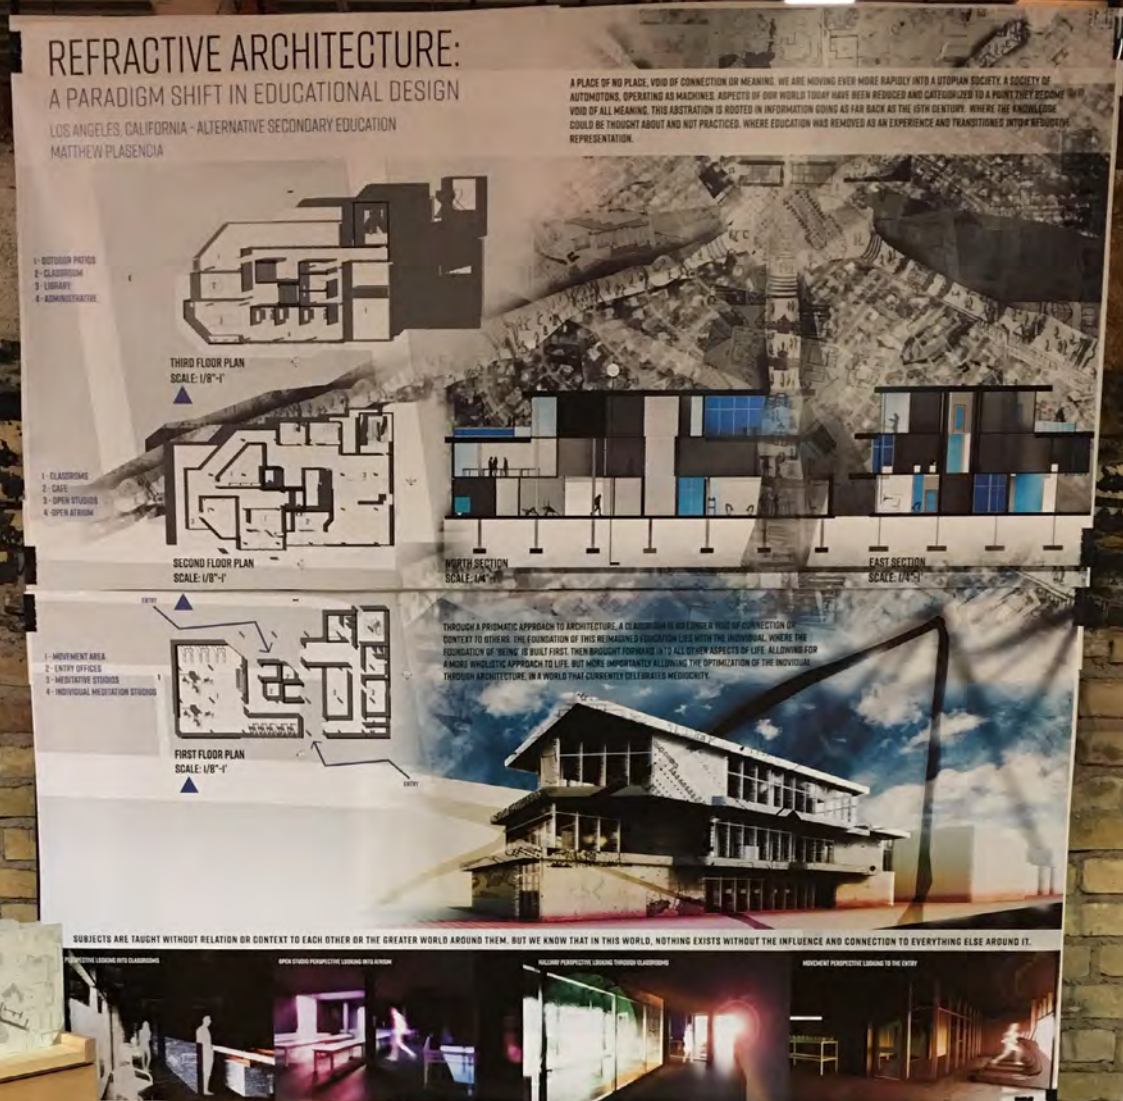 REFRACTIVE ARCHITECTURE:
A PARADIGM SHIFT IN EDUCATIONAL DESIGN
LOS ANGELES, CALIFORNIA - ALTERNATIVE SECONDARY EDUCATION
MATTHEW PLASENCIA
A PLACE OF NO PLACE, VOID OF CONNECTION OR MEANING. WE ARE MOVING EVER MORE RAPIDLY INTO A UTOPIAN SOCIETY. A SOCIETY OF
AUTOMOTONS, OPERATING AS MACHINES. ASPECTS OF OUR WORLD TODAY HAVE BEEN REDUCED AND CATEGORIZED TO A POINT THEY BECOME
VOID OF ALL MEANING. THIS ABSTRATION IS ROOTED IN INFORMATION GOING AS FAR BACK AS THE 15TH CENTURY. WHERE THE KNOWLEDGE
COULD BE THOUGHT ABOUT AND NOT PRACTICED. WHERE EDUCATION WAS REMOVED AS AN EXPERIENCE AND TRANSITIONED INTO A REDUCTIVE
REPRESENTATION.
1 - OUTDOOR PATIOS
2 - CLASSROOM
3 - LIBRARY
4 - ADMINISTRATIVE
THIRD FLOOR PLAN
SCALE: 1/8"-1'
1 - CLASSROMS
2 - CAFE
3 - OPEN STUDIOS
4 -OPEN ATRIUM
SECOND FLOOR PLAN
SCALE: 1/8"-1'
NORTH SECTION
SCALE: 1/4"-1'
EAST SECTION
SCALE: 1/4"-1'
ENTRY
1 - MOVEMENT AREA
2 - ENTRY OFFICES
3 - MEDITATIVE STUDIOS
4 - INDIVIDUAL MEDITATION STUDIOS
FIRST FLOOR PLAN
SCALE: 1/8"-1'
ENTRY
THROUGH A PRISMATIC APPROACH TO ARCHITECTURE, A CLASSROOM IS NO LONGER VOID OF CONNECTION OR
CONTEXT TO OTHERS. THE FOUNDATION OF THIS REIMAGINED EDUCATION LIES WITH THE INDIVIDUAL. WHERE THE
FOUNDATION OF 'BEING' IS BUILT FIRST, THEN BROUGHT FORWARD INTO ALL OTHER ASPECTS OF LIFE. ALLOWING FOR
A MORE WHOLISTIC APPROACH TO LIFE. BUT MORE IMPORTANTLY ALLOWING THE OPTIMIZATION OF THE INDIVIDUAL
THROUGH ARCHITECTURE, IN A WORLD THAT CURRENTLY CELEBRATES MEDIOCRITY.
SUBJECTS ARE TAUGHT WITHOUT RELATION OR CONTEXT TO EACH OTHER OR THE GREATER WORLD AROUND THEM. BUT WE KNOW THAT IN THIS WORLD, NOTHING EXISTS WITHOUT THE INFLUENCE AND CONNECTION TO EVERYTHING ELSE AROUND IT.
PERSPECTIVE LOOKING INTO CLASSROOMS
OPEN STUDIO PERSPECTIVE LOOKING INTO ATRIUM
HALLWAY PERSPECTIVE LOOKING THROUGH CLASSROOMS
MOVEMENT PERSPECTIVE LOOKING TO THE ENTRY